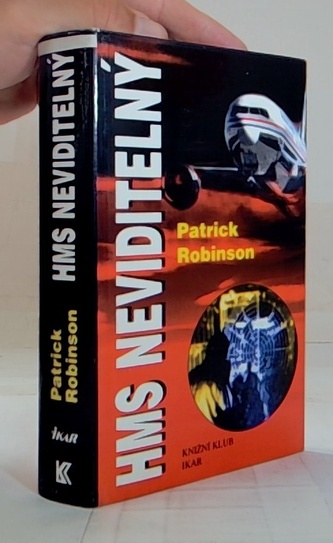 HMS NEVIDITELNÝ
Patrick
Robinson
IKAR
HMS NEVIDITELNÝ
Patrick
Robinson
KNIŽNÍ KLUB
IKAR